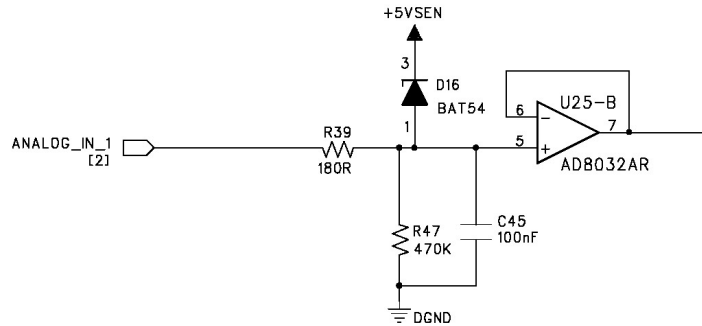 +5VSEN
3
D16
BAT54
1
ANALOG_IN_1
[2]
R39
180R
6
5
7
U25-B
AD8032AR
-
+
R47
470K
C45
100nF
DGND